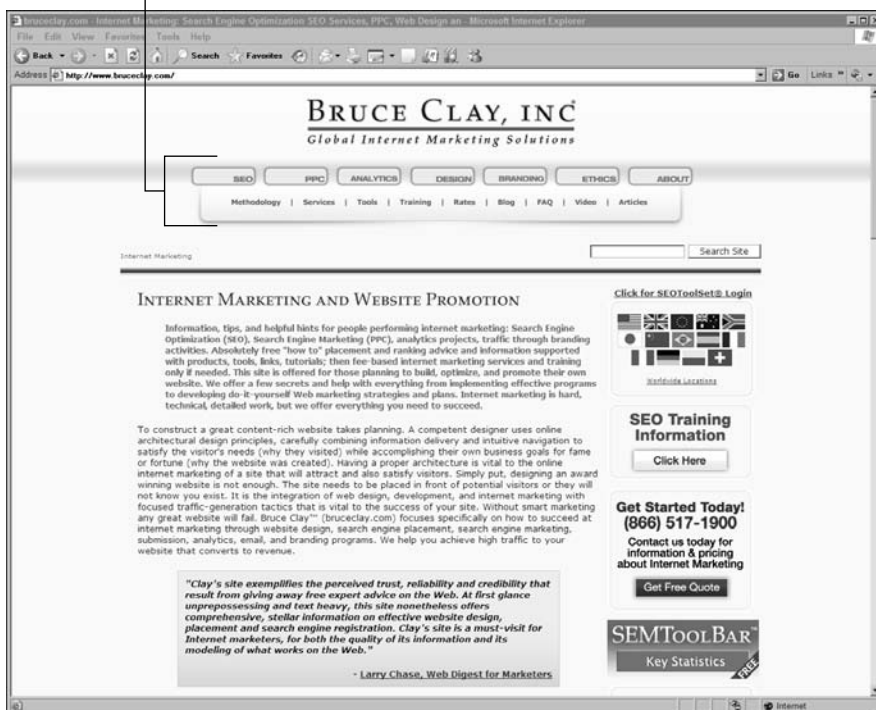 bruceclay.com - Internet Marketing: Search Engine Optimization SEO Services, PPC, Web Design an - Microsoft Internet Explorer
File Edit View Favorites Tools Help
Back Search Favorites
Address http://www.bruceclay.com/ Go Links »
BRUCE CLAY, INC
Global Internet Marketing Solutions
SEO PPC ANALYTICS DESIGN BRANDING ETHICS ABOUT
Methodology | Services | Tools | Training | Rates | Blog | FAQ | Video | Articles
Internet Marketing
Search Site
INTERNET MARKETING AND WEBSITE PROMOTION
Information, tips, and helpful hints for people performing internet marketing: Search Engine
Optimization (SEO), Search Engine Marketing (PPC), analytics projects, traffic through branding
activities. Absolutely free "how to" placement and ranking advice and information supported
with products, tools, links, tutorials; then fee-based internet marketing services and training
only if needed. This site is offered for those planning to build, optimize, and promote their own
website. We offer a few secrets and help with everything from implementing effective programs
to developing do-it-yourself Web marketing strategies and plans. Internet marketing is hard,
technical, detailed work, but we offer everything you need to succeed.
To construct a great content-rich website takes planning. A competent designer uses online
architectural design principles, carefully combining information delivery and intuitive navigation to
satisfy the visitor's needs (why they visited) while accomplishing their own business goals for fame
or fortune (why the website was created). Having a proper architecture is vital to the online
internet marketing of a site that will attract and also satisfy visitors. Simply put, designing an award
winning website is not enough. The site needs to be placed in front of potential visitors or they will
not know you exist. It is the integration of web design, development, and internet marketing with
focused traffic-generation tactics that is vital to the success of your site. Without smart marketing
any great website will fail. Bruce Clay™ (bruceclay.com) focuses specifically on how to succeed at
internet marketing through website design, search engine placement, search engine marketing,
submission, analytics, email, and branding programs. We help you achieve high traffic to your
website that converts to revenue.
"Clay's site exemplifies the perceived trust, reliability and credibility that
result from giving away free expert advice on the Web. At first glance
unprepossessing and text heavy, this site nonetheless offers
comprehensive, stellar information on effective website design,
placement and search engine registration. Clay's site is a must-visit for
Internet marketers, for both the quality of its information and its
modeling of what works on the Web."
- Larry Chase, Web Digest for Marketers
Click for SEOToolSet® Login
Worldwide Locations
SEO Training
Information
Click Here
Get Started Today!
(866) 517-1900
Contact us today for
information & pricing
about Internet Marketing
Get Free Quote
SEMTOOLBAR™
Key Statistics
FREE
Internet